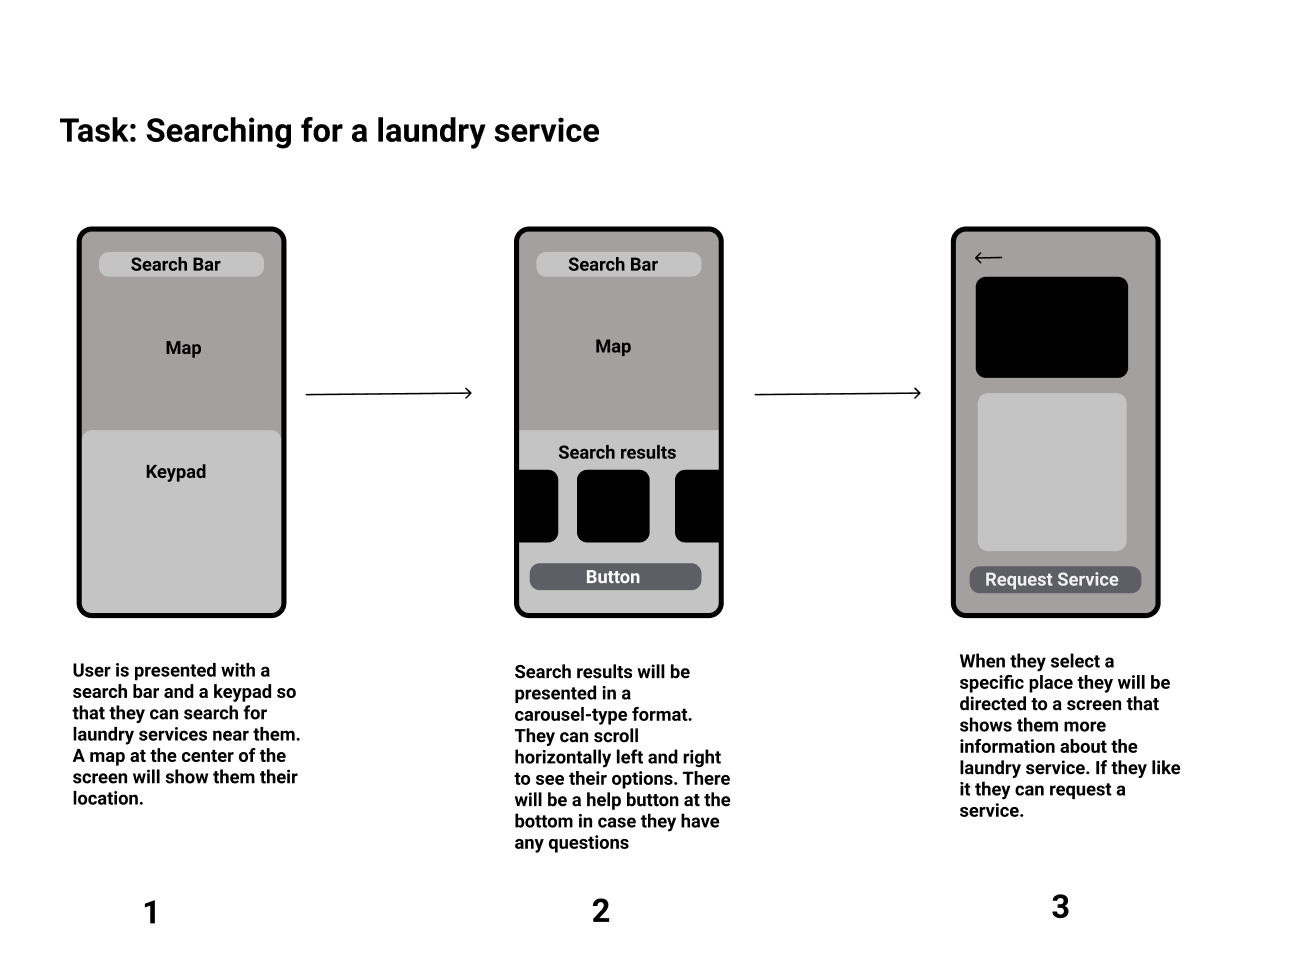 Task: Searching for a laundry service
Search Bar
Map
Keypad
User is presented with a
search bar and a keypad so
that they can search for
laundry services near them.
A map at the center of the
screen will show them their
location.
1
Search Bar
Map
Search results
Button
Search results will be
presented in a
carousel-type format.
They can scroll
horizontally left and right
to see their options. There
will be a help button at the
bottom in case they have
any questions
2
Request Service
When they select a
specific place they will be
directed to a screen that
shows them more
information about the
laundry service. If they like
it they can request a
service.
3